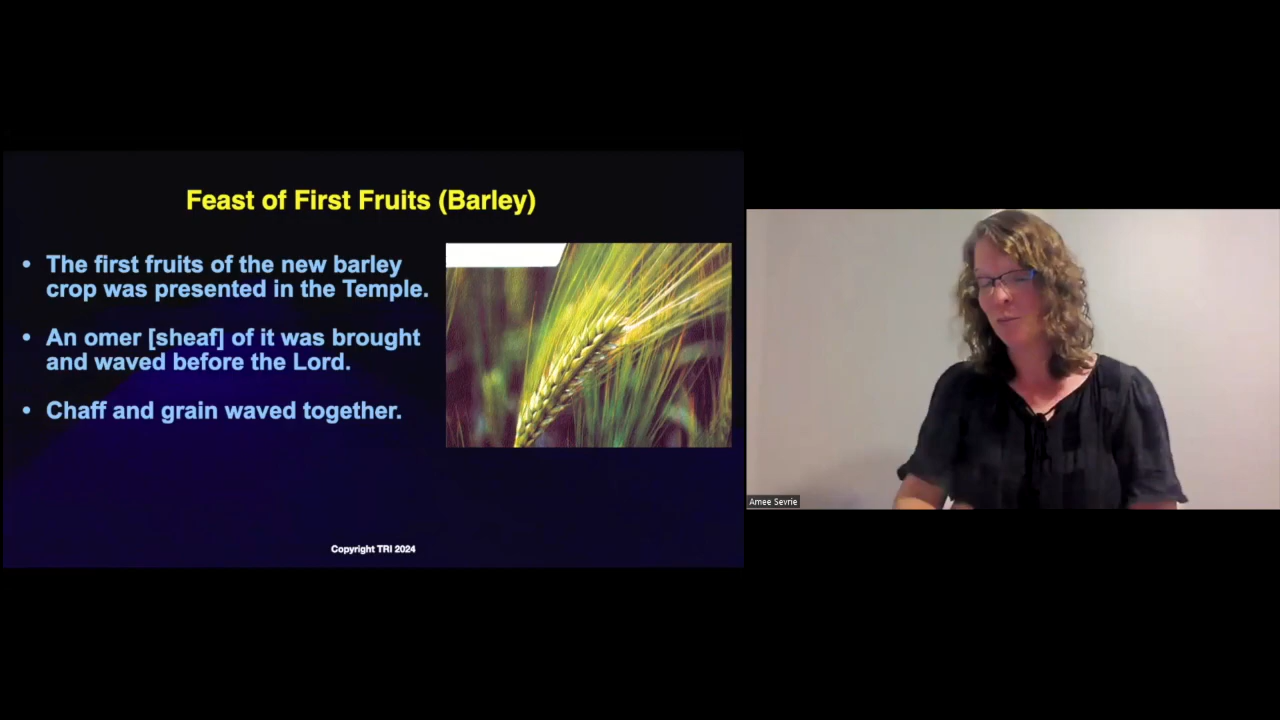 Feast of First Fruits (Barley)
• The first fruits of the new barley
crop was presented in the Temple.
• An omer [sheaf] of it was brought
and waved before the Lord.
• Chaff and grain waved together.
Copyright TRI 2024
Amee Sevrie